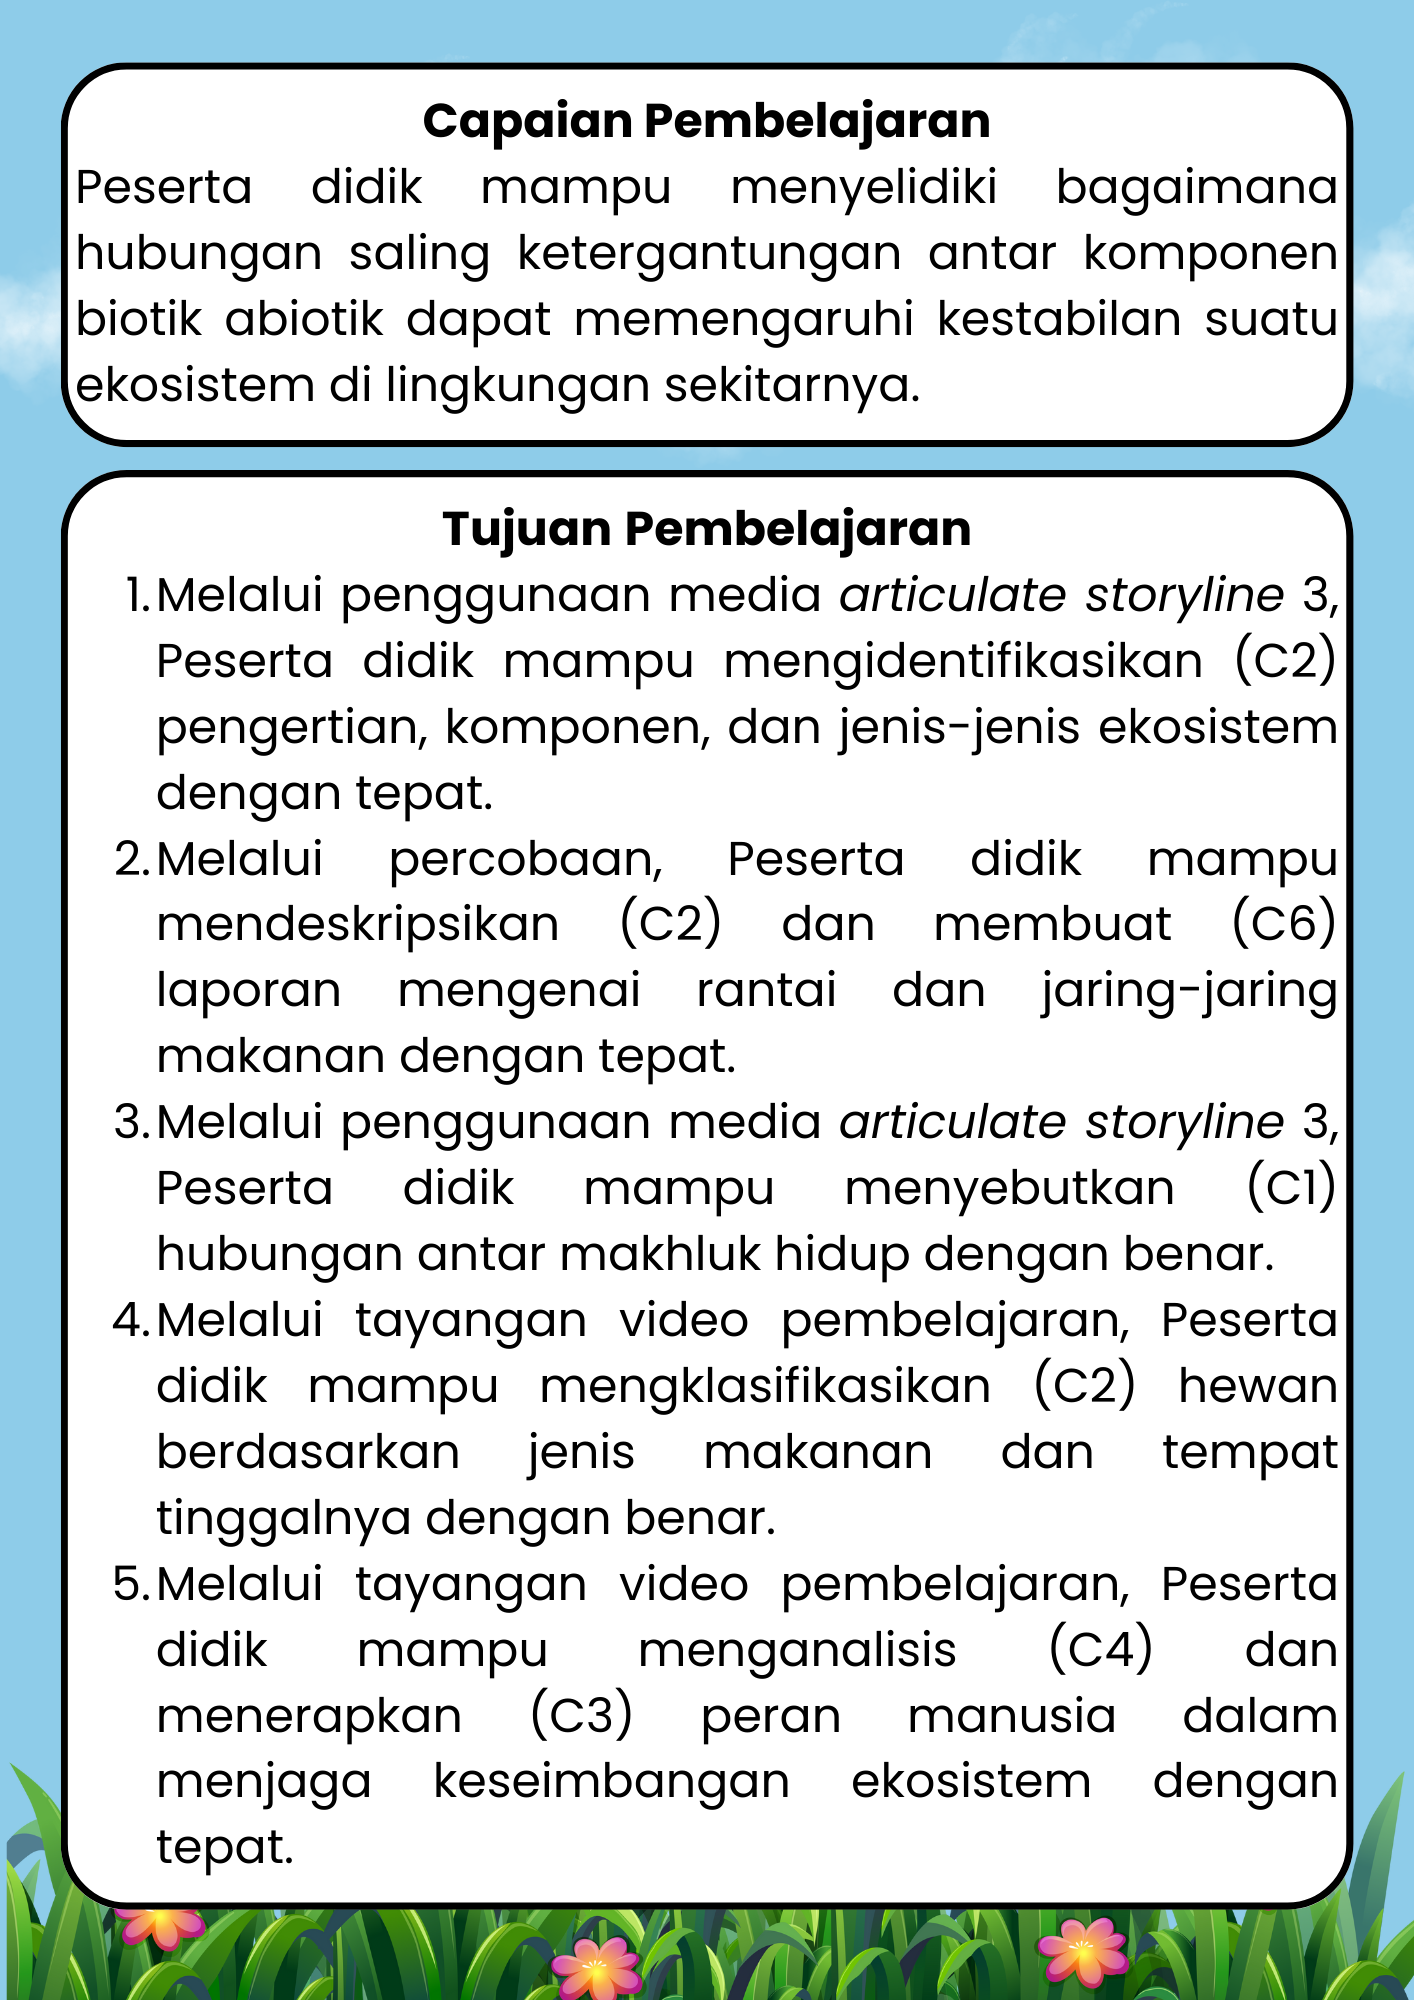 Capaian Pembelajaran
Peserta didik mampu menyelidiki bagaimana
hubungan saling ketergantungan antar komponen
biotik abiotik dapat memengaruhi kestabilan suatu
ekosistem di lingkungan sekitarnya.
Tujuan Pembelajaran
1. Melalui penggunaan media articulate storyline 3,
Peserta didik mampu mengidentifikasikan (C2)
pengertian, komponen, dan jenis-jenis ekosistem
dengan tepat.
2. Melalui percobaan, Peserta didik mampu
mendeskripsikan (C2) dan membuat (C6)
laporan mengenai rantai dan jaring-jaring
makanan dengan tepat.
3. Melalui penggunaan media articulate storyline 3,
Peserta didik mampu menyebutkan (C1)
hubungan antar makhluk hidup dengan benar.
4. Melalui tayangan video pembelajaran, Peserta
didik mampu mengklasifikasikan (C2) hewan
berdasarkan jenis makanan dan tempat
tinggalnya dengan benar.
5. Melalui tayangan video pembelajaran, Peserta
didik mampu menganalisis (C4) dan
menerapkan (C3) peran manusia dalam
menjaga keseimbangan ekosistem dengan
tepat.